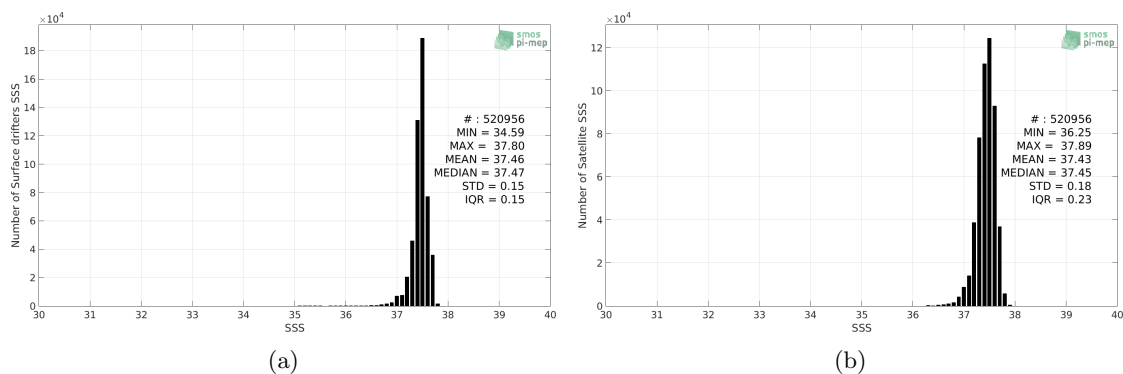 ×10⁴
18
16
14
12
10
8
6
4
2
0
Number of Surface drifters SSS
smos
pi-mep
# : 520956
MIN = 34.59
MAX = 37.80
MEAN = 37.46
MEDIAN = 37.47
STD = 0.15
IQR = 0.15
30 31 32 33 34 35 36 37 38 39 40
SSS
(a)
×10⁴
12
10
8
6
4
2
0
Number of Satellite SSS
smos
pi-mep
# : 520956
MIN = 36.25
MAX = 37.89
MEAN = 37.43
MEDIAN = 37.45
STD = 0.18
IQR = 0.23
30 31 32 33 34 35 36 37 38 39 40
SSS
(b)